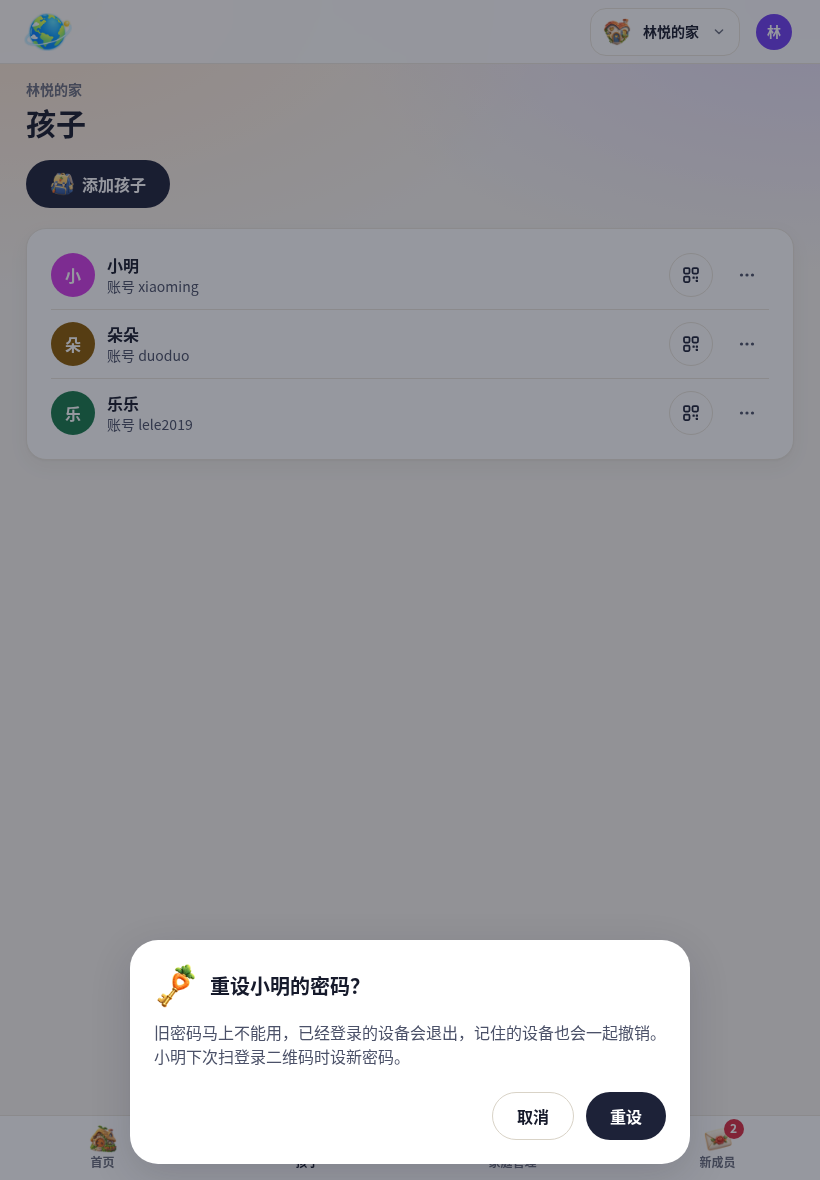 林悦的家
林
林悦的家
孩子
添加孩子
小
小明
账号 xiaoming
朵
朵朵
账号 duoduo
乐
乐乐
账号 lele2019
重设小明的密码？
旧密码马上不能用，已经登录的设备会退出，记住的设备也会一起撤销。
小明下次扫登录二维码时设新密码。
取消
重设
首页
2
新成员